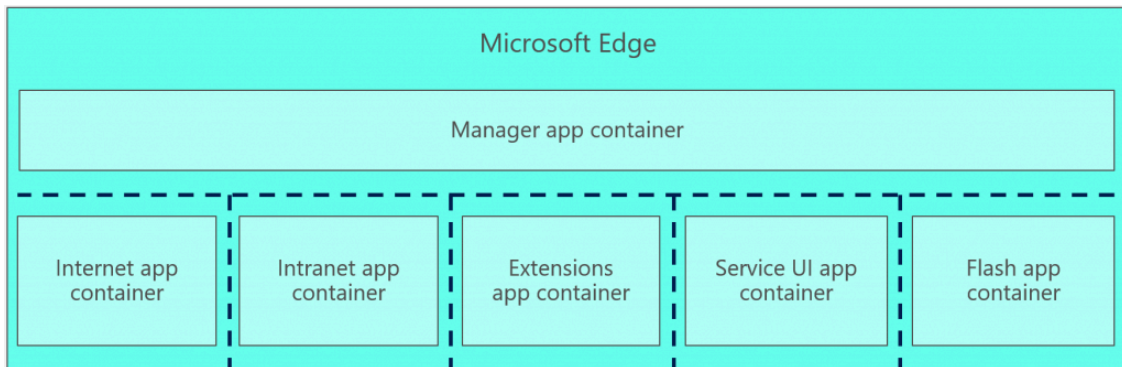 Microsoft Edge
Manager app container
Internet app
container
Intranet app
container
Extensions
app container
Service UI app
container
Flash app
container